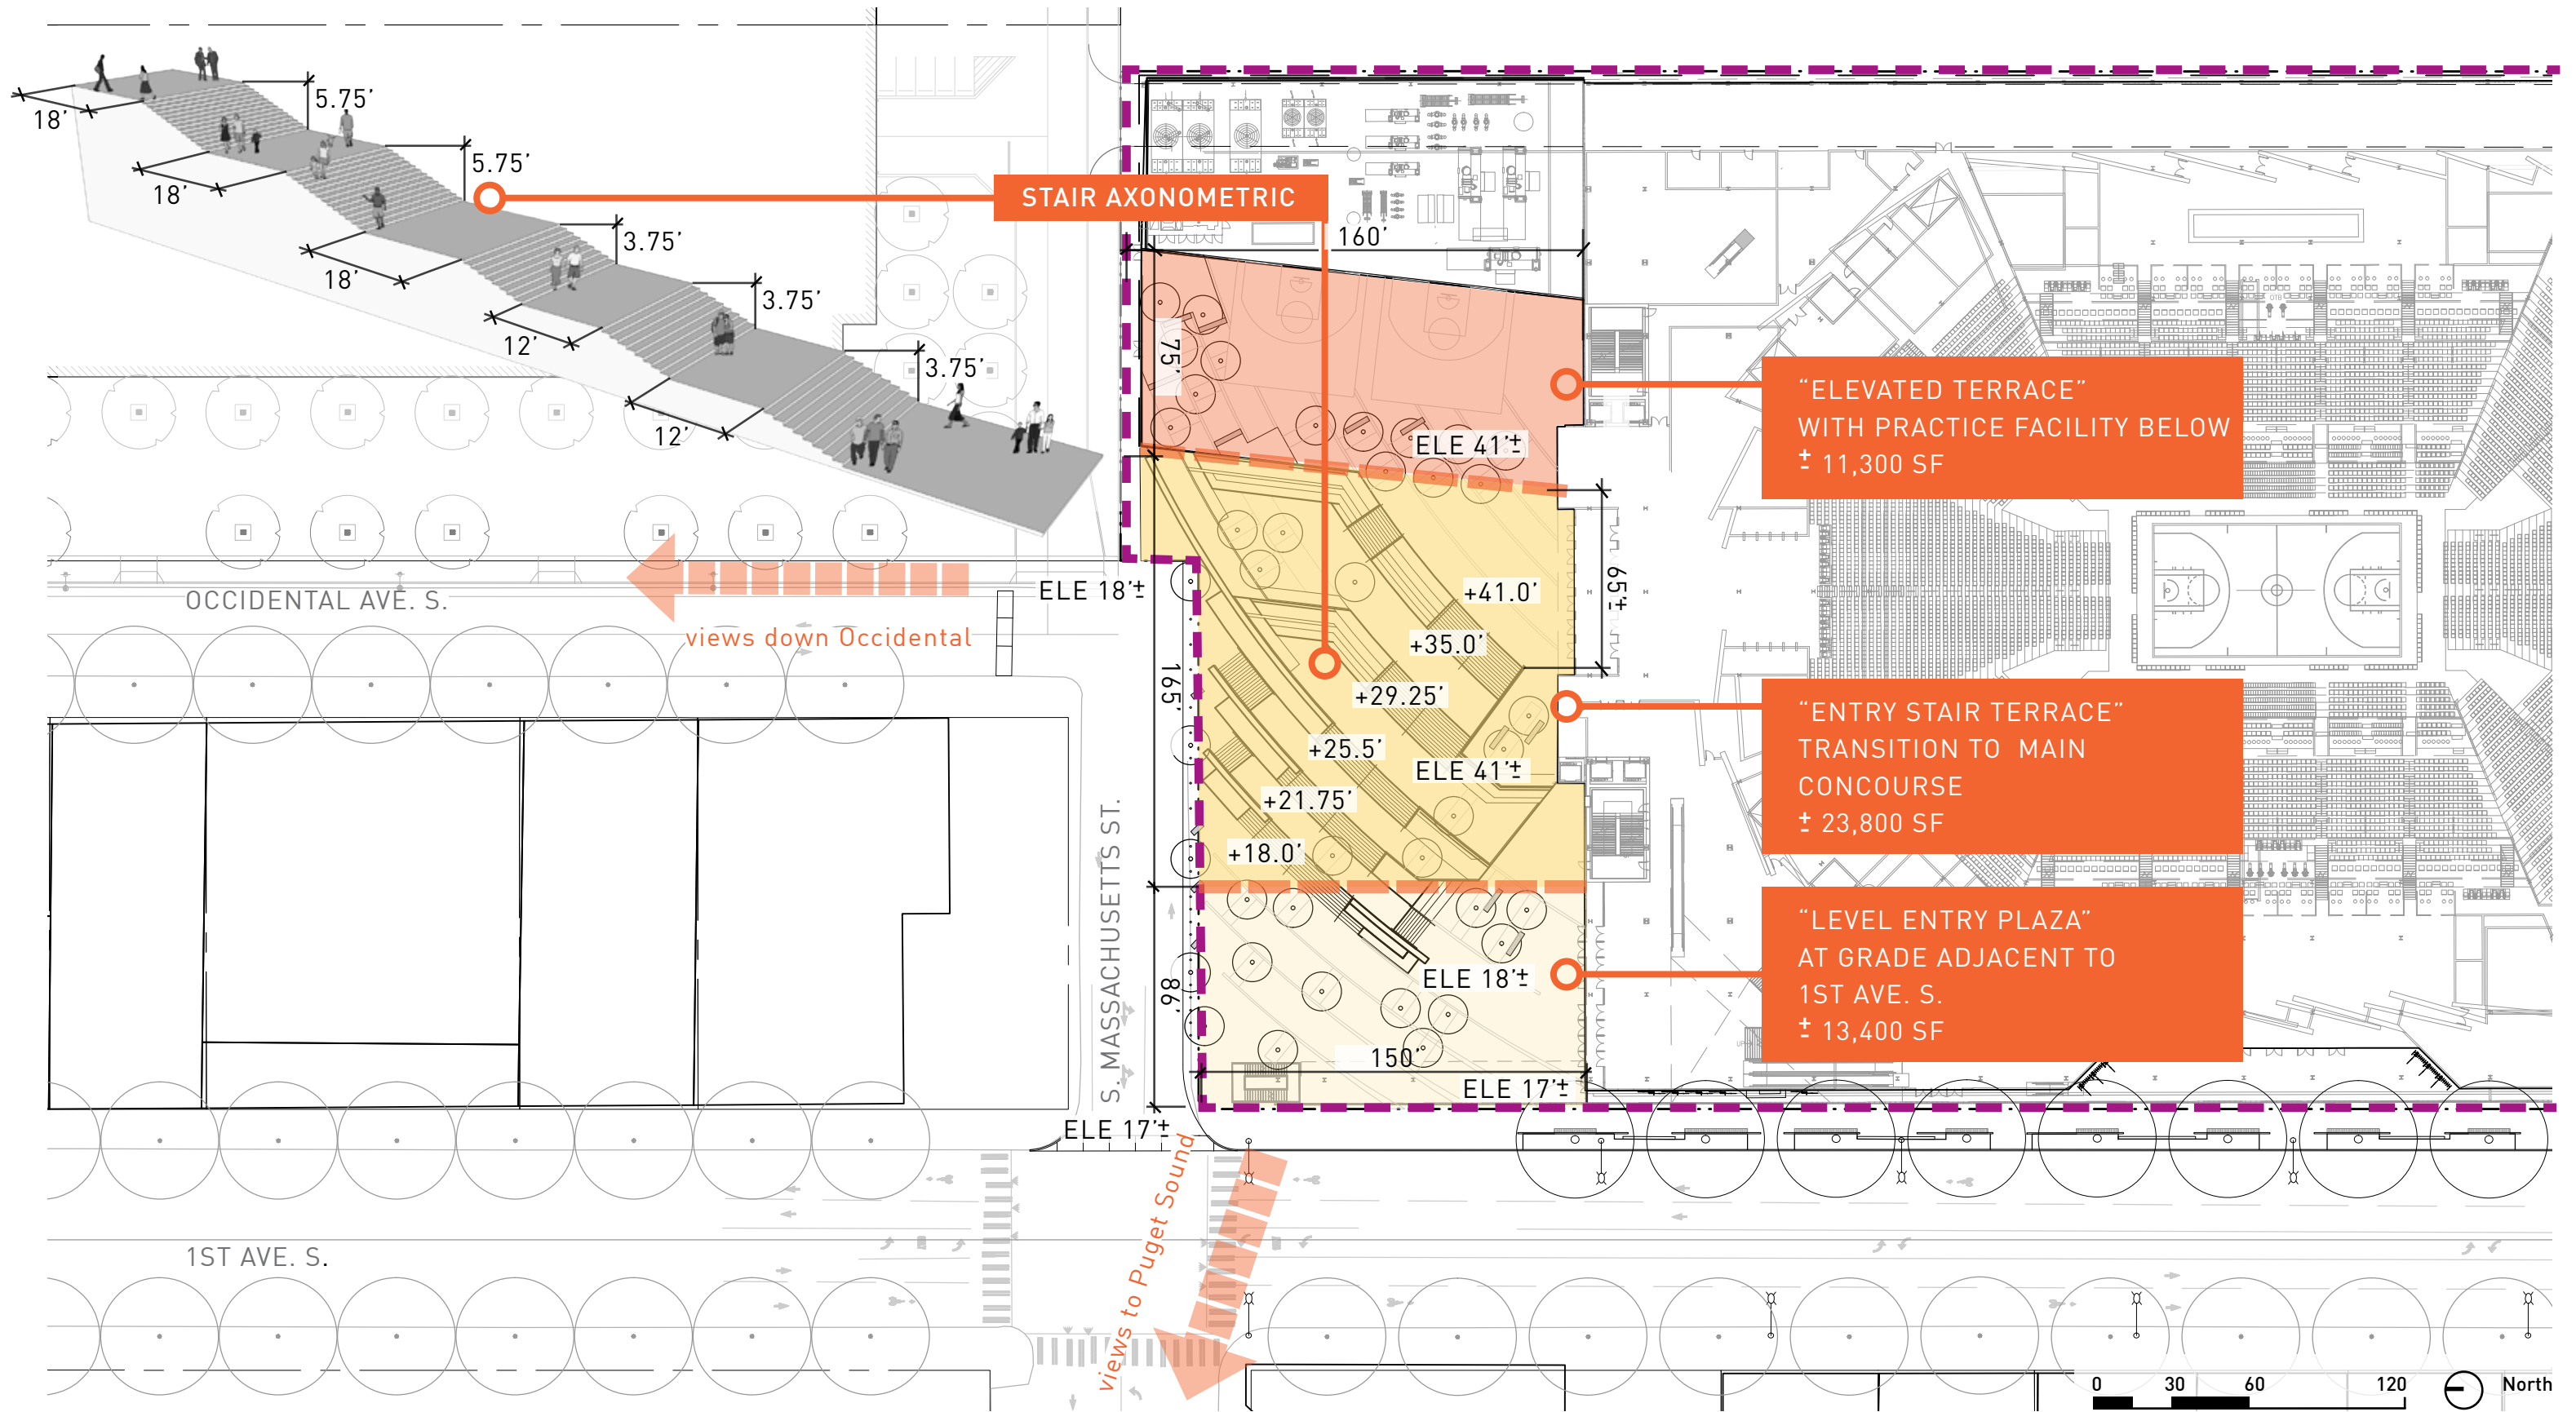 5.75’
18’
5.75’
18’
STAIR AXONOMETRIC
3.75’
160’
18’
3.75’
12’
75’
3.75’
12’
“ELEVATED TERRACE”
WITH PRACTICE FACILITY BELOW
± 11,300 SF
ELE 41’±
ELE 18’±
65’±
+41.0’
OCCIDENTAL AVE. S.
views down Occidental
+35.0’
165’
+29.25’
“ENTRY STAIR TERRACE”
TRANSITION TO MAIN
CONCOURSE
± 23,800 SF
+25.5’
ELE 41’±
+21.75’
+18.0’
S. MASSACHUSETTS ST.
“LEVEL ENTRY PLAZA”
AT GRADE ADJACENT TO
1ST AVE. S.
± 13,400 SF
ELE 18’±
86’
150’
ELE 17’±
ELE 17’±
views to Puget Sound
1ST AVE. S.
0 30 60 120 North